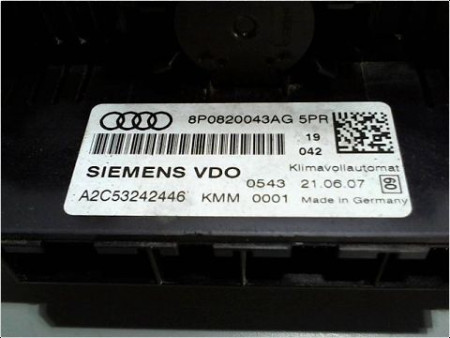 8P0820043AG 5PR
19
042
Klimavollautomat
SIEMENS VDO
0543 21.06.07
A2C53242446 KMM 0001 Made in Germany